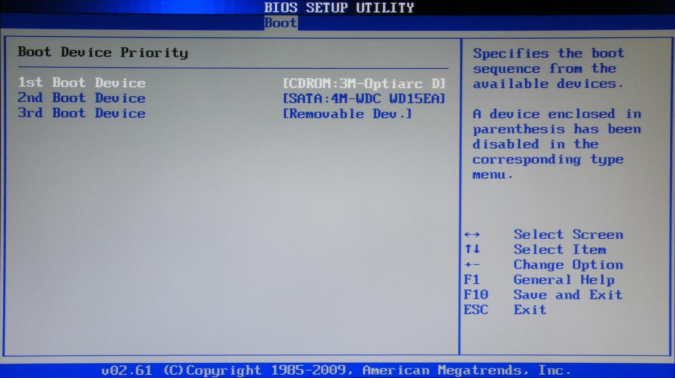 BIOS SETUP UTILITY
Boot
Boot Device Priority
1st Boot Device [CDROM:3M-Optiarc D]
2nd Boot Device [SATA:4M-WDC WD15EA]
3rd Boot Device [Removable Dev.]
Specifies the boot
sequence from the
available devices.
A device enclosed in
parenthesis has been
disabled in the
corresponding type
menu.
↔ Select Screen
↑↓ Select Item
+- Change Option
F1 General Help
F10 Save and Exit
ESC Exit
v02.61 (C)Copyright 1985-2009, American Megatrends, Inc.